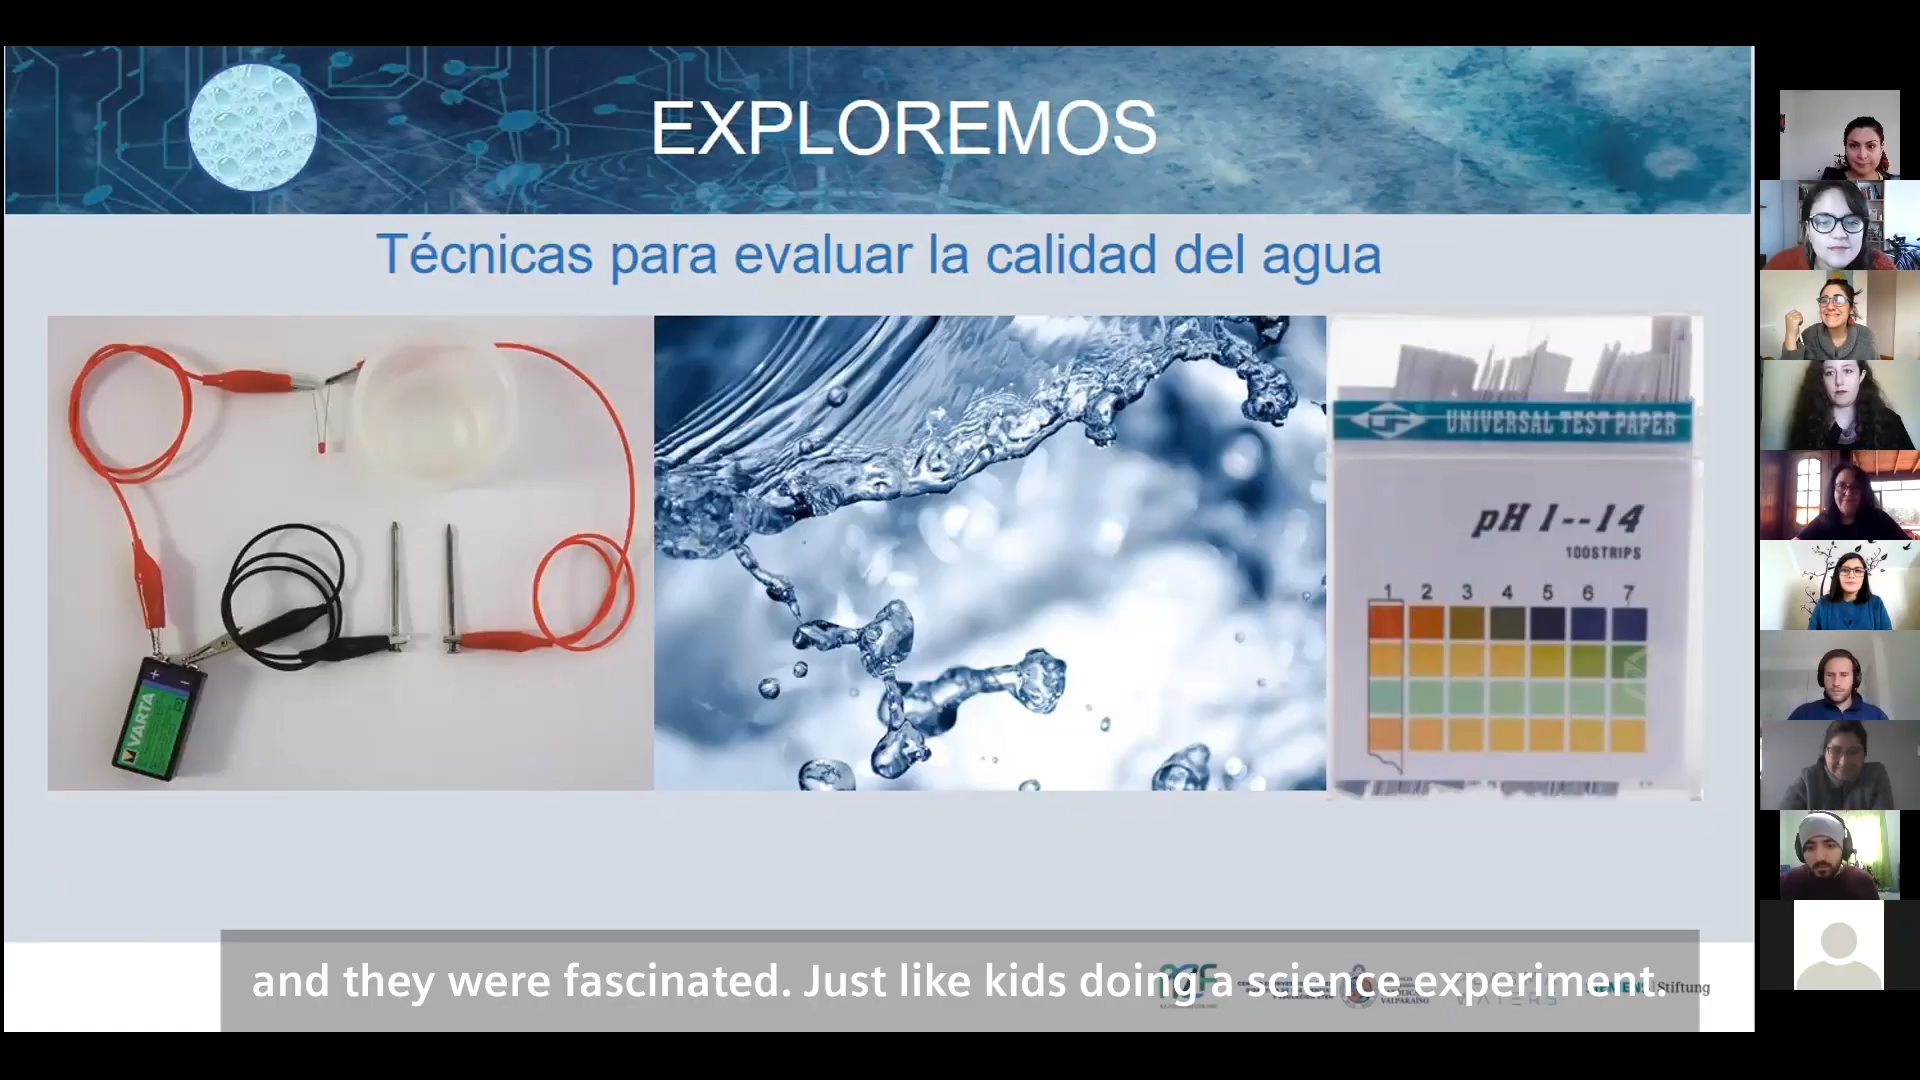 EXPLOREMOS
Técnicas para evaluar la calidad del agua
UNIVERSAL TEST PAPER
pH 1--14
100STRIPS
1 2 3 4 5 6 7
+ −
VARTA
and they were fascinated. Just like kids doing a science experiment.
VALPARAÍSO
Stiftung